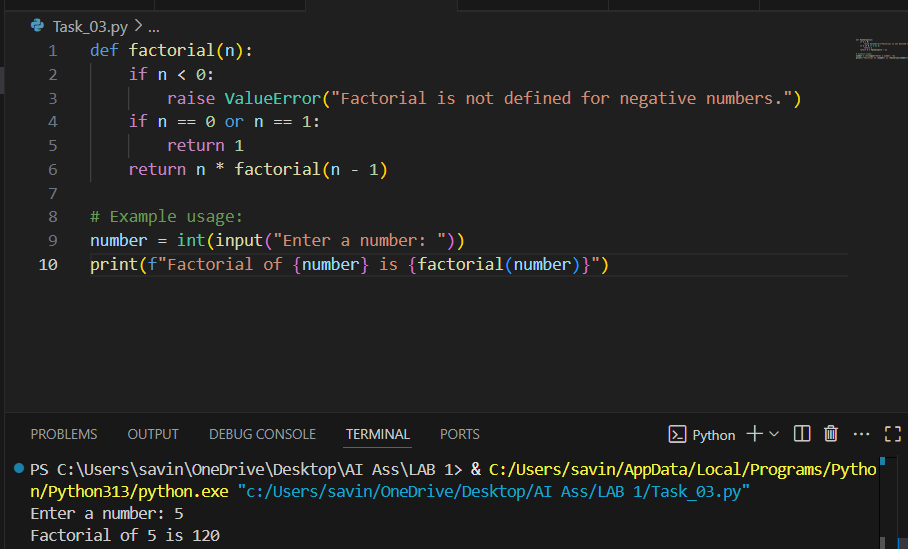 Task_03.py > ...
1 def factorial(n):
2     if n < 0:
3         raise ValueError("Factorial is not defined for negative numbers.")
4     if n == 0 or n == 1:
5         return 1
6     return n * factorial(n - 1)
7
8 # Example usage:
9 number = int(input("Enter a number: "))
10 print(f"Factorial of {number} is {factorial(number)}")
PROBLEMS OUTPUT DEBUG CONSOLE TERMINAL PORTS Python
PS C:\Users\savin\OneDrive\Desktop\AI Ass\LAB 1> & C:/Users/savin/AppData/Local/Programs/Pytho
n/Python313/python.exe "c:/Users/savin/OneDrive/Desktop/AI Ass/LAB 1/Task_03.py"
Enter a number: 5
Factorial of 5 is 120